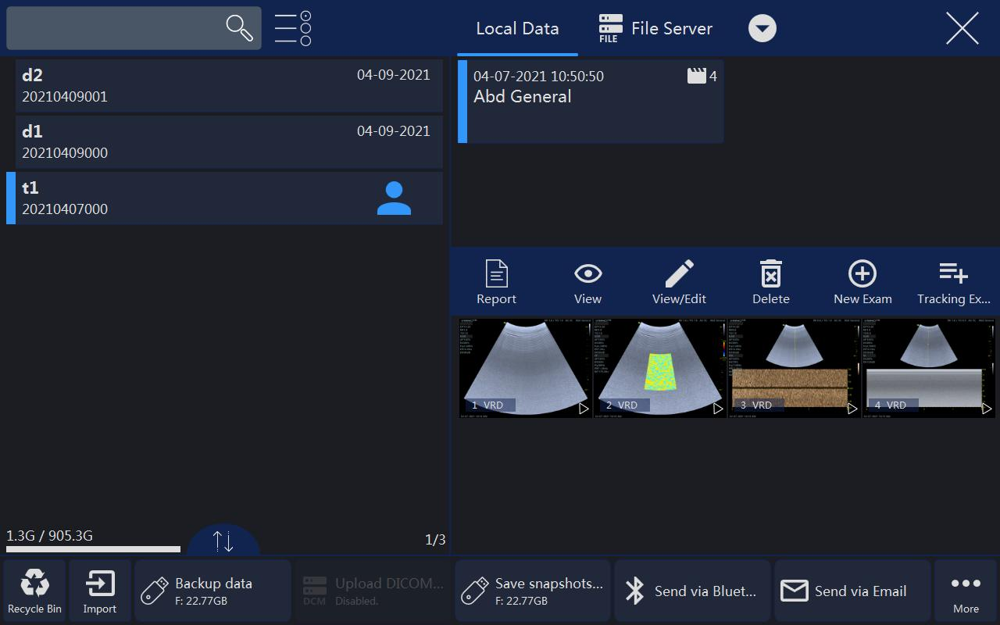 Local Data
FILE
File Server
d2
04-09-2021
20210409001
d1
04-09-2021
20210409000
t1
20210407000
04-07-2021 10:50:50
4
Abd General
Report
View
View/Edit
Delete
New Exam
Tracking Ex...
1 VRD
2 VRD
3 VRD
4 VRD
1.3G / 905.3G
1/3
Recycle Bin
Import
Backup data
F: 22.77GB
DCM
Upload DICOM...
Disabled.
Save snapshots...
F: 22.77GB
Send via Bluet...
Send via Email
More